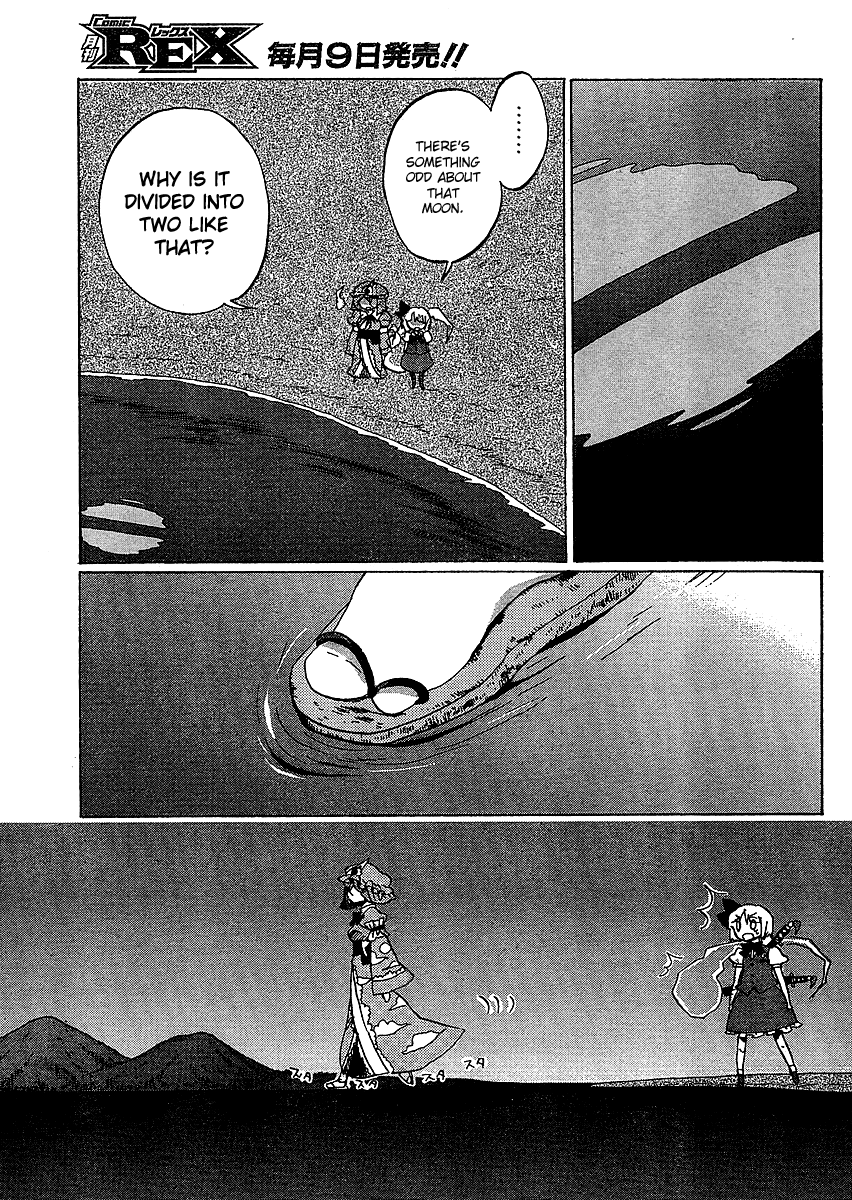 COMIC
月刊
レックス
REX
毎月9日発売!!
........
THERE'S
SOMETHING
ODD ABOUT
THAT
MOON.
WHY IS IT
DIVIDED INTO
TWO LIKE
THAT?
スタ
スタ
スタ
スタ